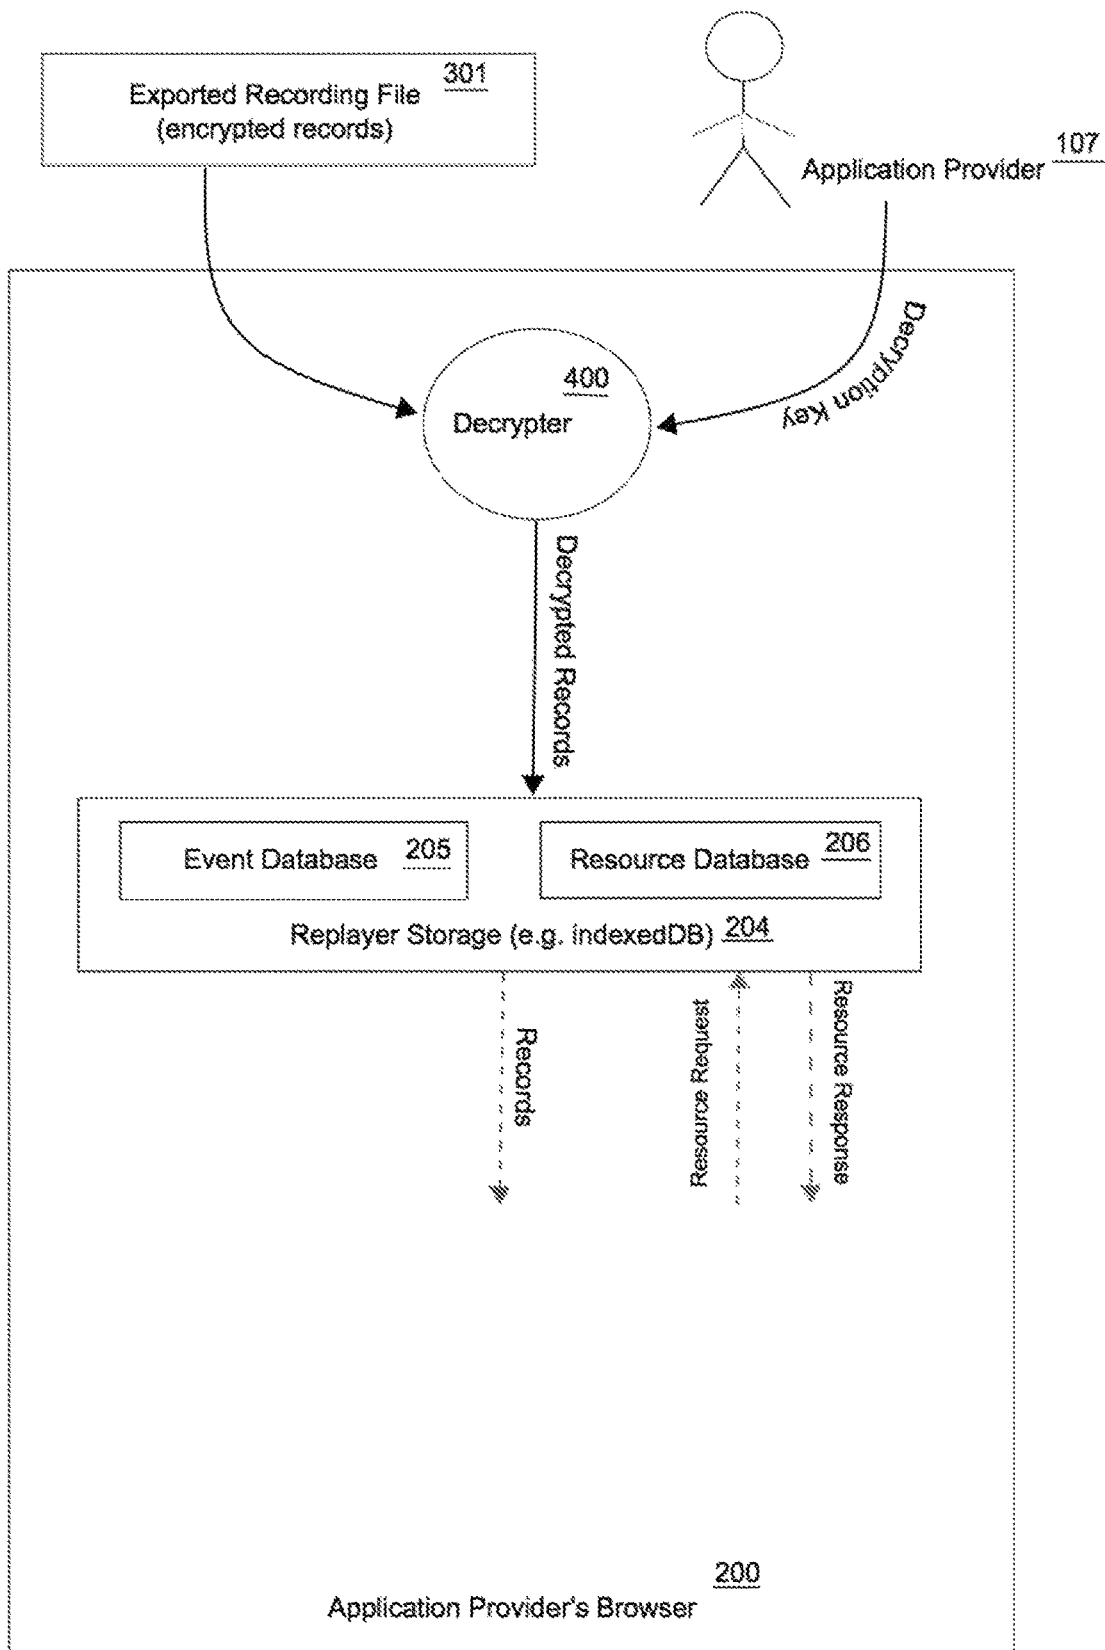 301
Exported Recording File
(encrypted records)
107
Application Provider
Decryption Key
400
Decrypter
Decrypted Records
Event Database 205
Resource Database 206
Replayer Storage (e.g. indexedDB) 204
Records
Resource Request
Resource Response
200
Application Provider's Browser